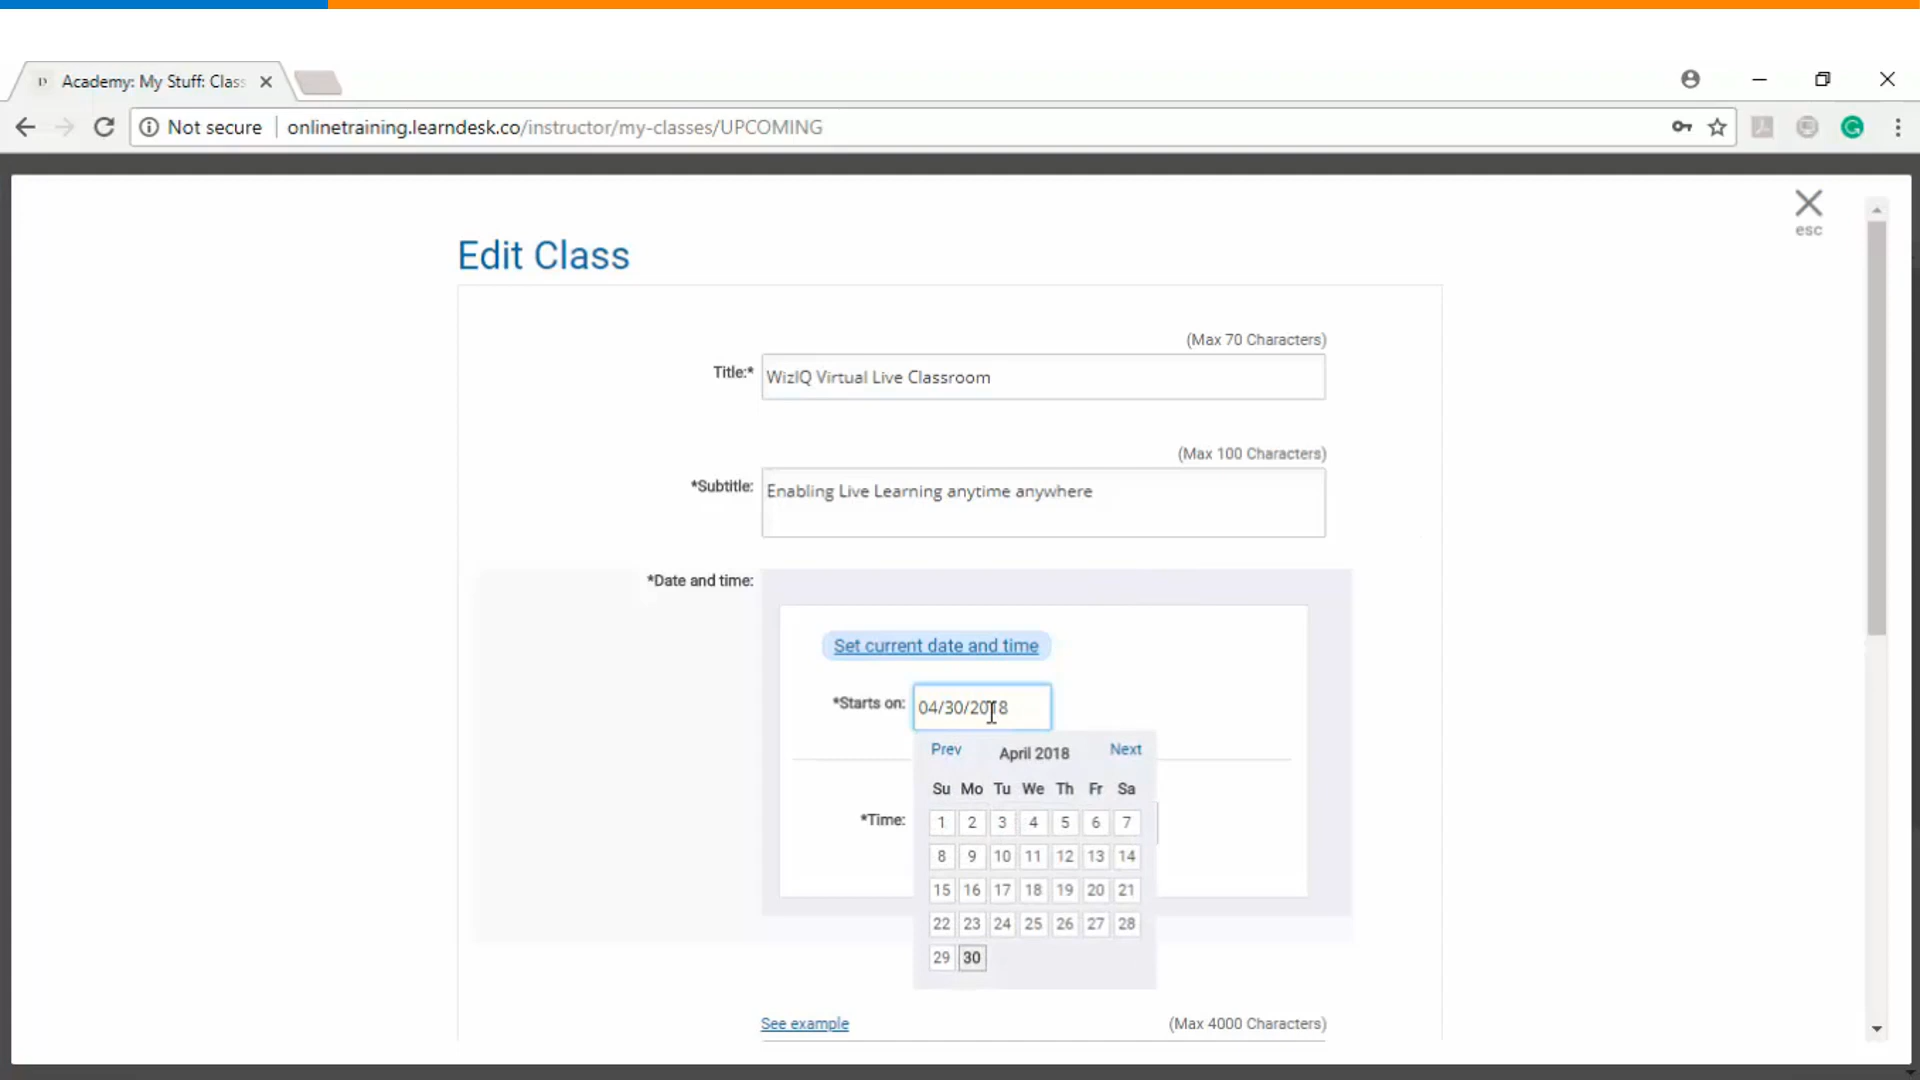 Academy: My Stuff: Clas
Not secure onlinetraining.learndesk.co/instructor/my-classes/UPCOMING
esc
Edit Class
(Max 70 Characters)
Title:* WizIQ Virtual Live Classroom
(Max 100 Characters)
*Subtitle: Enabling Live Learning anytime anywhere
*Date and time:
Set current date and time
*Starts on: 04/30/2018
Prev April 2018 Next
Su Mo Tu We Th Fr Sa
*Time: 1 2 3 4 5 6 7
8 9 10 11 12 13 14
15 16 17 18 19 20 21
22 23 24 25 26 27 28
29 30
See example (Max 4000 Characters)